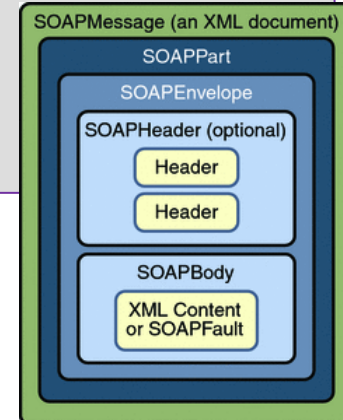 SOAPMessage (an XML document)
SOAPPart
SOAPEnvelope
SOAPHeader (optional)
Header
Header
SOAPBody
XML Content
or SOAPFault